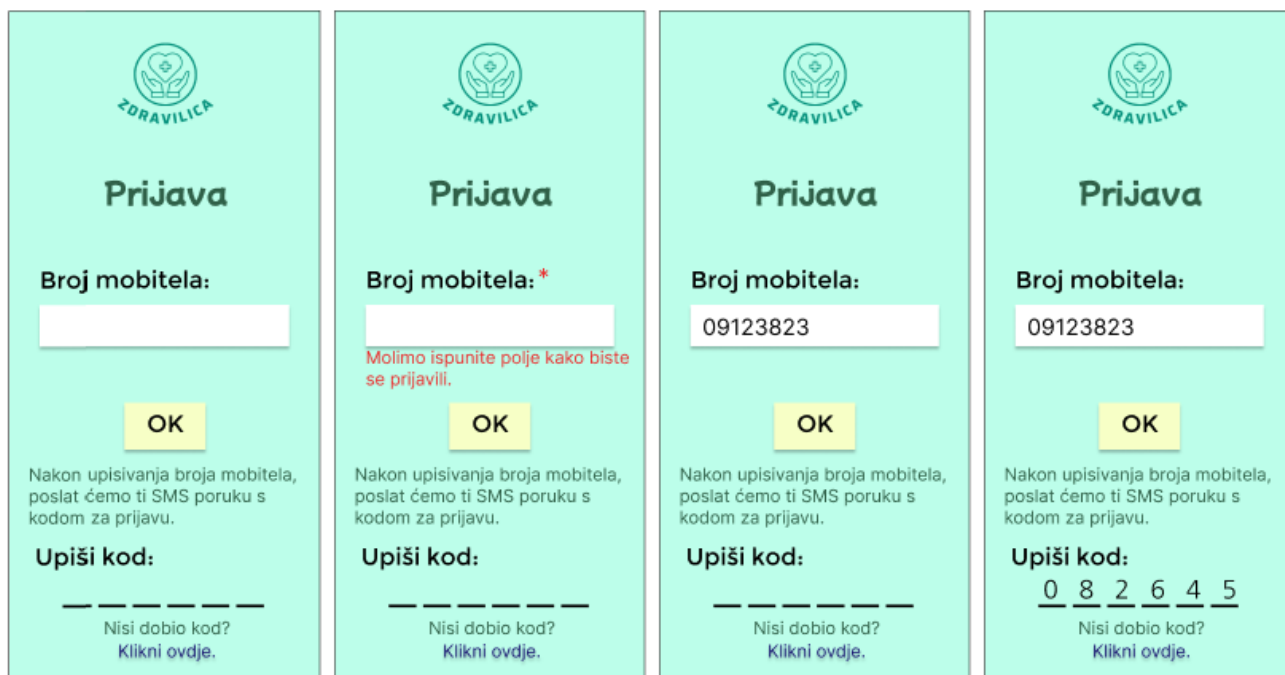 ZDRAVILICA
Prijava
Broj mobitela:
OK
Nakon upisivanja broja mobitela,
poslat ćemo ti SMS poruku s
kodom za prijavu.
Upiši kod:
_ _ _ _ _ _
Nisi dobio kod?
Klikni ovdje.
ZDRAVILICA
Prijava
Broj mobitela:*
Molimo ispunite polje kako biste
se prijavili.
OK
Nakon upisivanja broja mobitela,
poslat ćemo ti SMS poruku s
kodom za prijavu.
Upiši kod:
_ _ _ _ _ _
Nisi dobio kod?
Klikni ovdje.
ZDRAVILICA
Prijava
Broj mobitela:
09123823
OK
Nakon upisivanja broja mobitela,
poslat ćemo ti SMS poruku s
kodom za prijavu.
Upiši kod:
_ _ _ _ _ _
Nisi dobio kod?
Klikni ovdje.
ZDRAVILICA
Prijava
Broj mobitela:
09123823
OK
Nakon upisivanja broja mobitela,
poslat ćemo ti SMS poruku s
kodom za prijavu.
Upiši kod:
0 8 2 6 4 5
Nisi dobio kod?
Klikni ovdje.